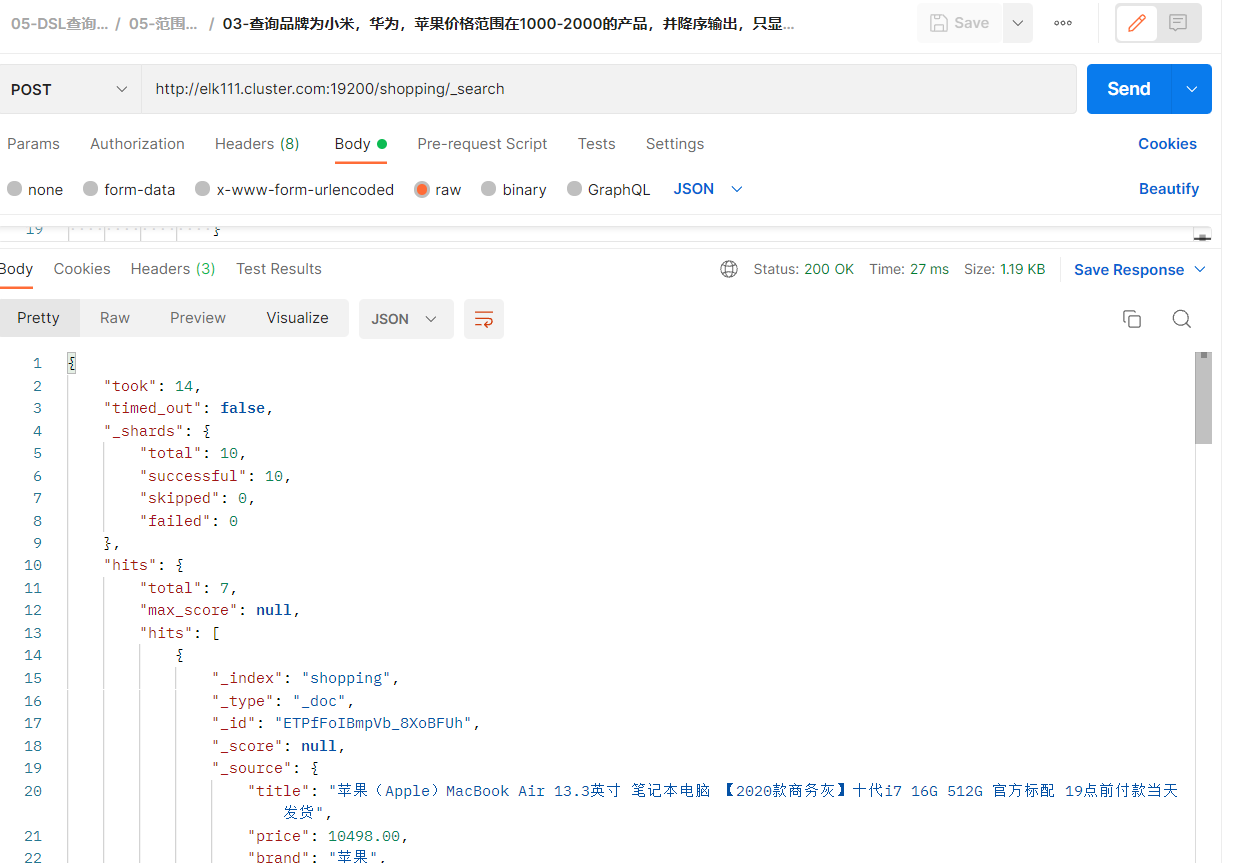 05-DSL查询... / 05-范围... / 03-查询品牌为小米，华为，苹果价格范围在1000-2000的产品，并降序输出，只显... Save
POST http://elk111.cluster.com:19200/shopping/_search Send
Params Authorization Headers (8) Body Pre-request Script Tests Settings Cookies
none form-data x-www-form-urlencoded raw binary GraphQL JSON Beautify
19 }
Body Cookies Headers (3) Test Results Status: 200 OK Time: 27 ms Size: 1.19 KB Save Response
Pretty Raw Preview Visualize JSON
1 {
2 "took": 14,
3 "timed_out": false,
4 "_shards": {
5 "total": 10,
6 "successful": 10,
7 "skipped": 0,
8 "failed": 0
9 },
10 "hits": {
11 "total": 7,
12 "max_score": null,
13 "hits": [
14 {
15 "_index": "shopping",
16 "_type": "_doc",
17 "_id": "ETPfFoIBmpVb_8XoBFUh",
18 "_score": null,
19 "_source": {
20 "title": "苹果（Apple）MacBook Air 13.3英寸 笔记本电脑 【2020款商务灰】十代i7 16G 512G 官方标配 19点前付款当天
发货",
21 "price": 10498.00,
22 "brand": "苹果",